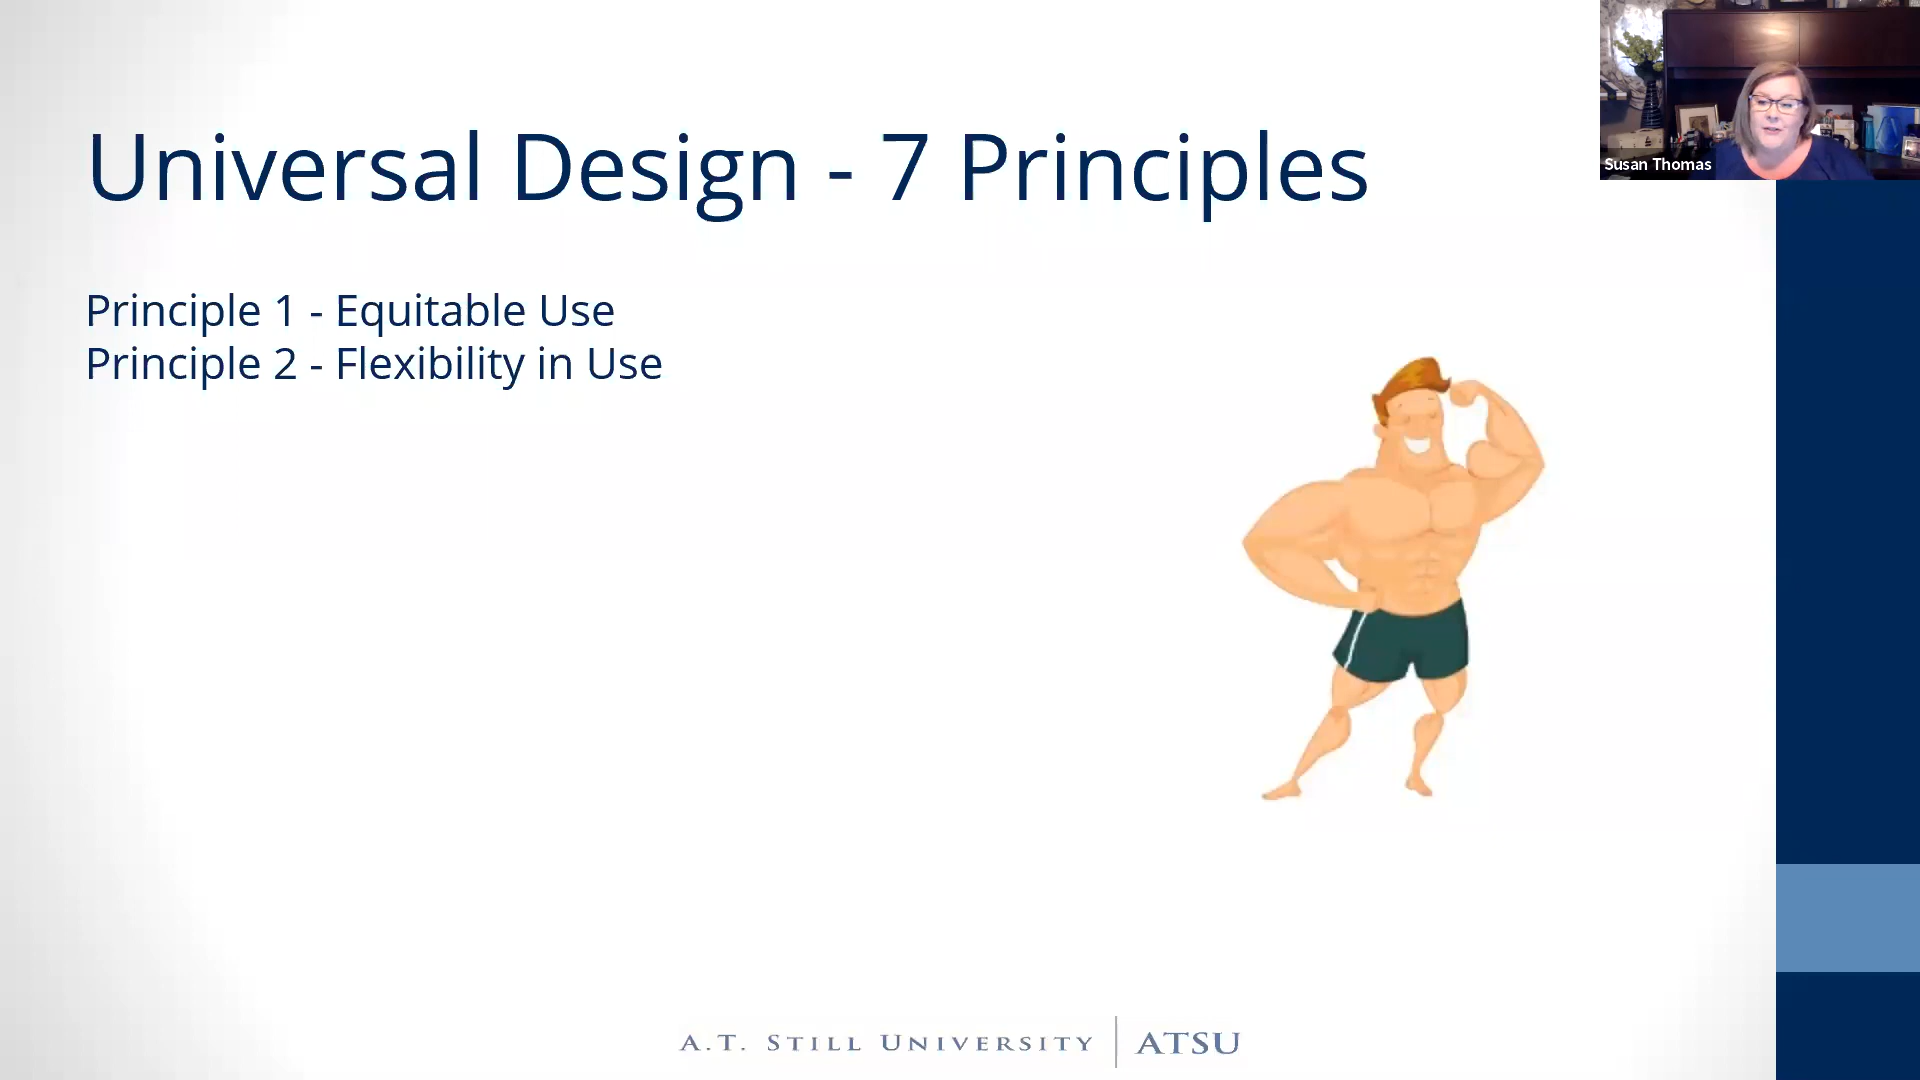 Universal Design - 7 Principles
Susan Thomas
Principle 1 - Equitable Use
Principle 2 - Flexibility in Use
A.T. STILL UNIVERSITY | ATSU